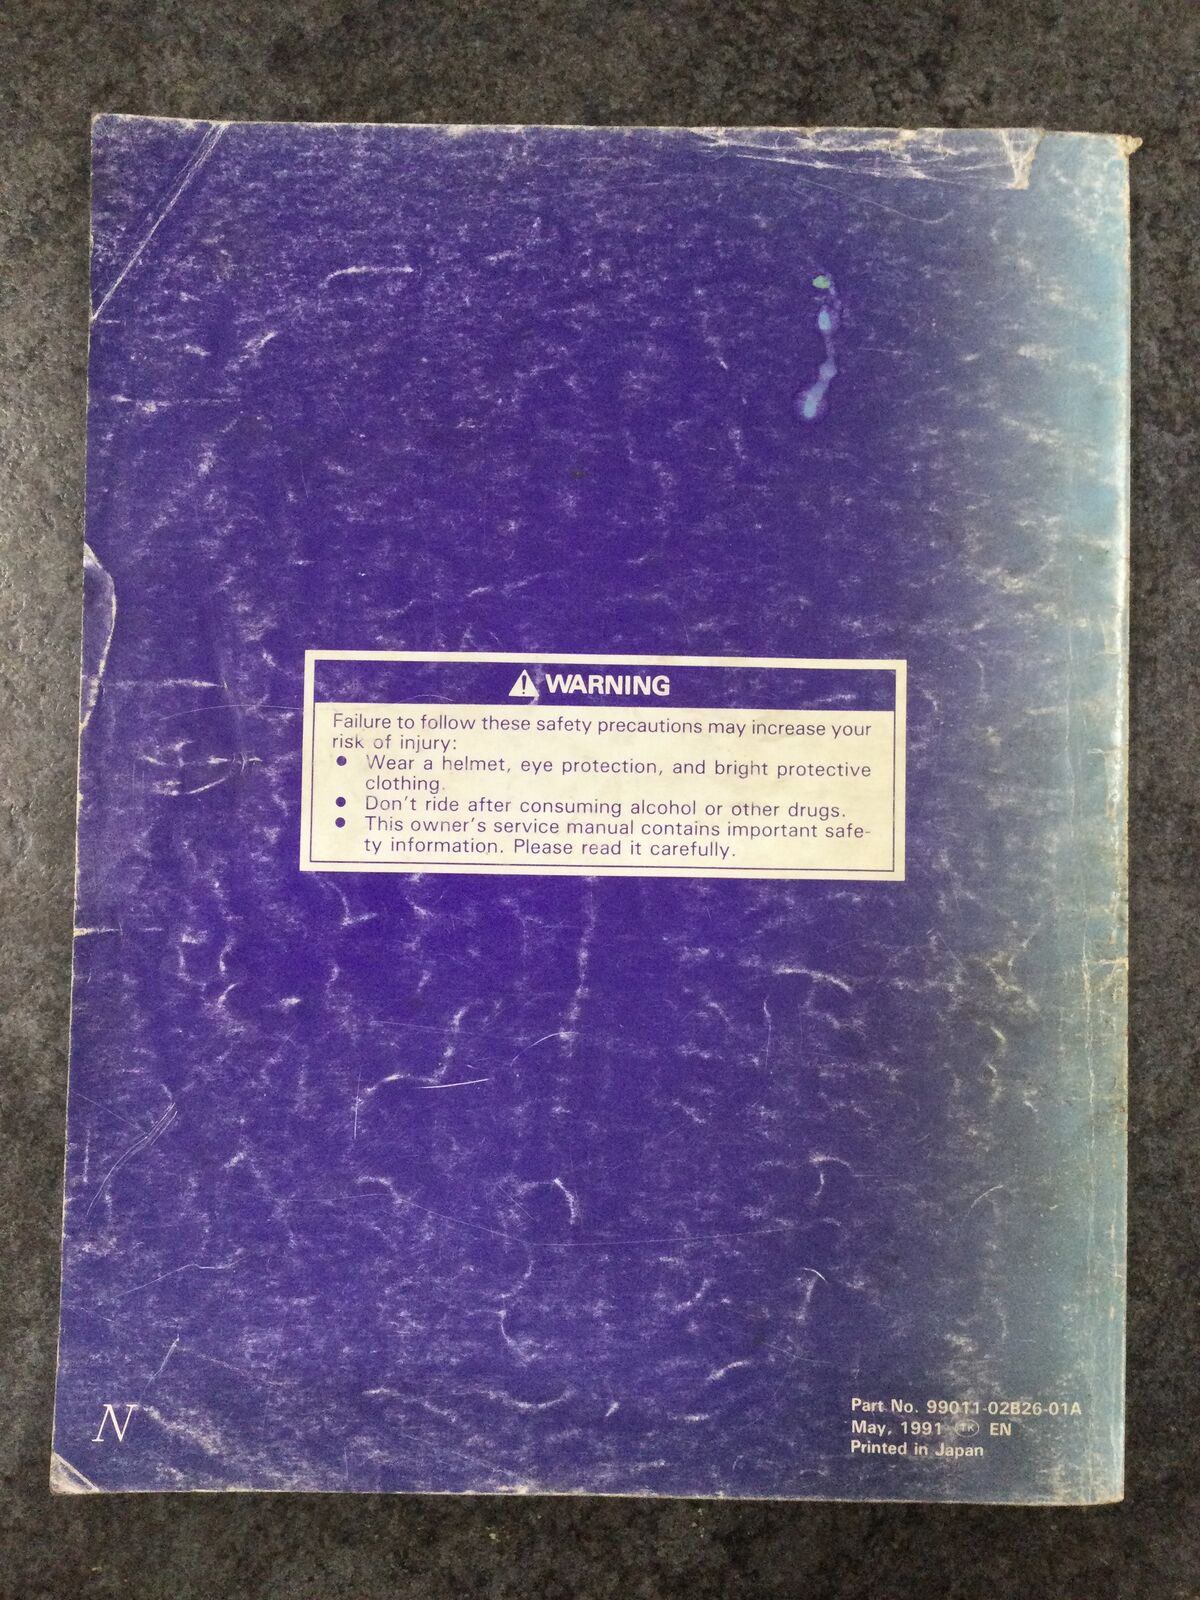 WARNING
Failure to follow these safety precautions may increase your
risk of injury:
● Wear a helmet, eye protection, and bright protective
clothing.
● Don't ride after consuming alcohol or other drugs.
● This owner's service manual contains important safe-
ty information. Please read it carefully.
N
Part No. 99011-02B26-01A
May, 1991 TK EN
Printed in Japan